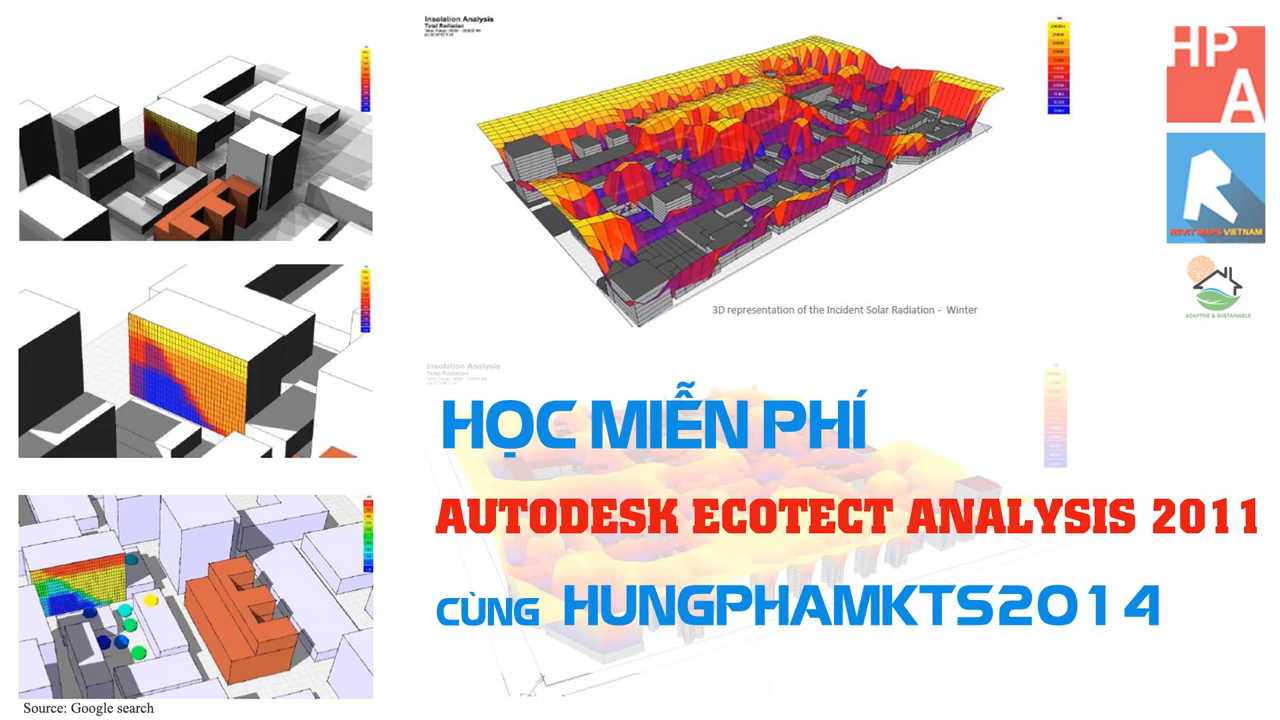 Insolation Analysis
Total Radiation
HP
A
REVIT MAPS VIETNAM
ADAPTIVE & SUSTAINABLE
3D representation of the Incident Solar Radiation - Winter
Insolation Analysis
Total Radiation
HỌC MIỄN PHÍ
AUTODESK ECOTECT ANALYSIS 2011
CÙNG HUNGPHAMKTS2014
Source: Google search